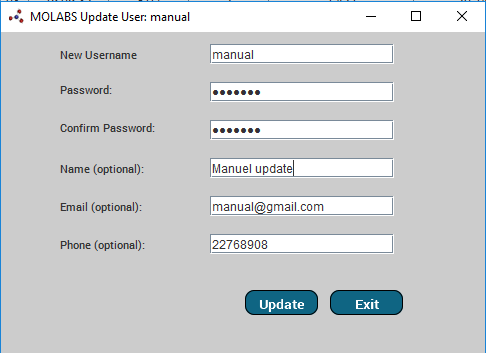 MOLABS Update User: manual
New Username manual
Password: ●●●●●●●
Confirm Password: ●●●●●●●
Name (optional): Manuel update
Email (optional): manual@gmail.com
Phone (optional): 22768908
Update Exit